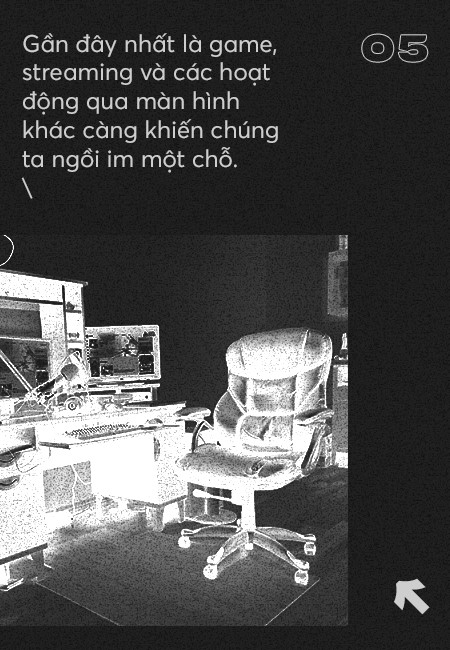 Gần đây nhất là game,
streaming và các hoạt
động qua màn hình
khác càng khiến chúng
ta ngồi im một chỗ.
\
05